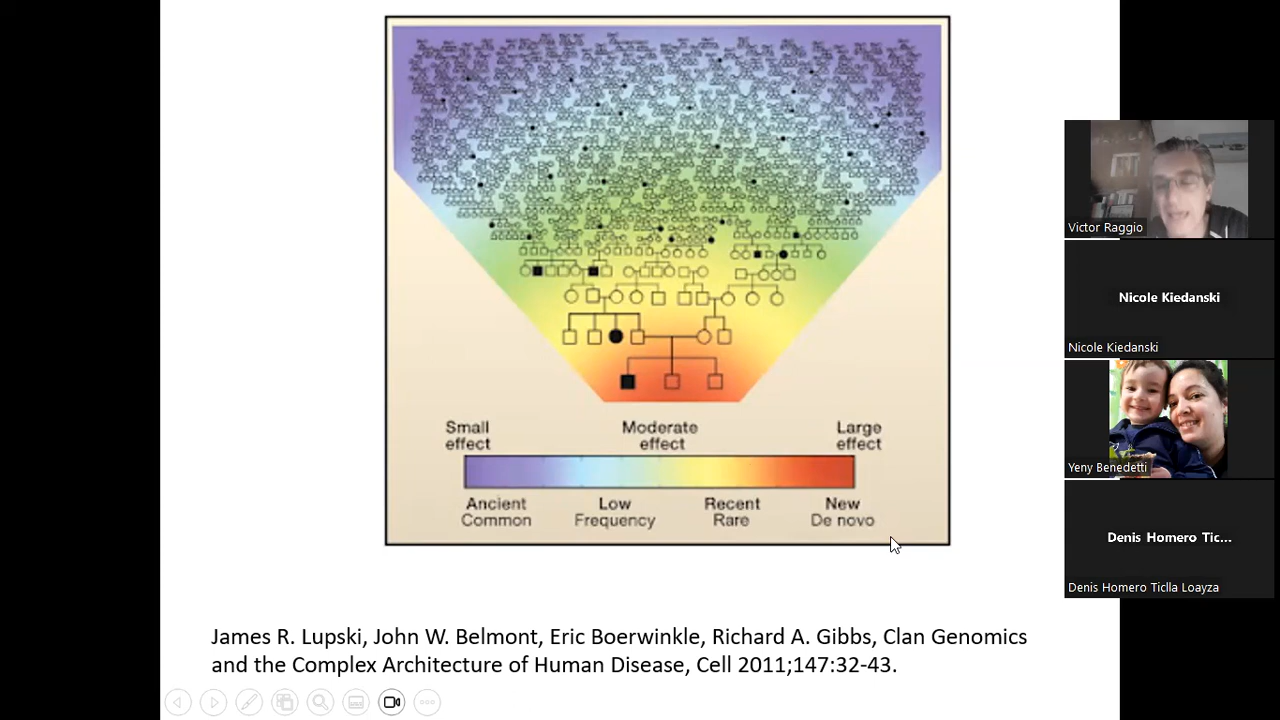 Small
effect
Moderate
effect
Large
effect
Ancient
Common
Low
Frequency
Recent
Rare
New
De novo
James R. Lupski, John W. Belmont, Eric Boerwinkle, Richard A. Gibbs, Clan Genomics
and the Complex Architecture of Human Disease, Cell 2011;147:32-43.
Victor Raggio
Nicole Kiedanski
Nicole Kiedanski
Yeny Benedetti
Denis Homero Tic...
Denis Homero Ticlla Loayza